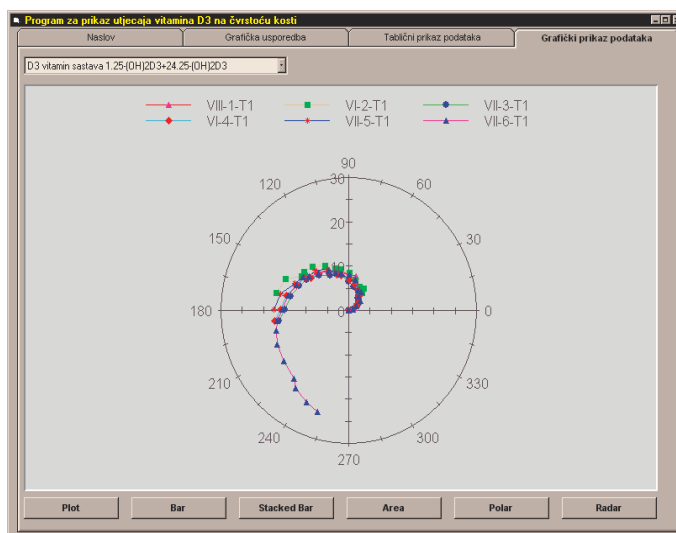 Program za prikaz utjecaja vitamina D3 na čvrstoću kosti
Naslov Grafička usporedba Tablični prikaz podataka Grafički prikaz podataka
D3 vitamin sastava 1.25-(OH)2D3+24.25-(OH)2D3
VIII-1-T1 VI-2-T1 VII-3-T1
VI-4-T1 VII-5-T1 VII-6-T1
90
120 30 60
20
150 30
10
180 0 0
210 330
240 300
270
Plot Bar Stacked Bar Area Polar Radar